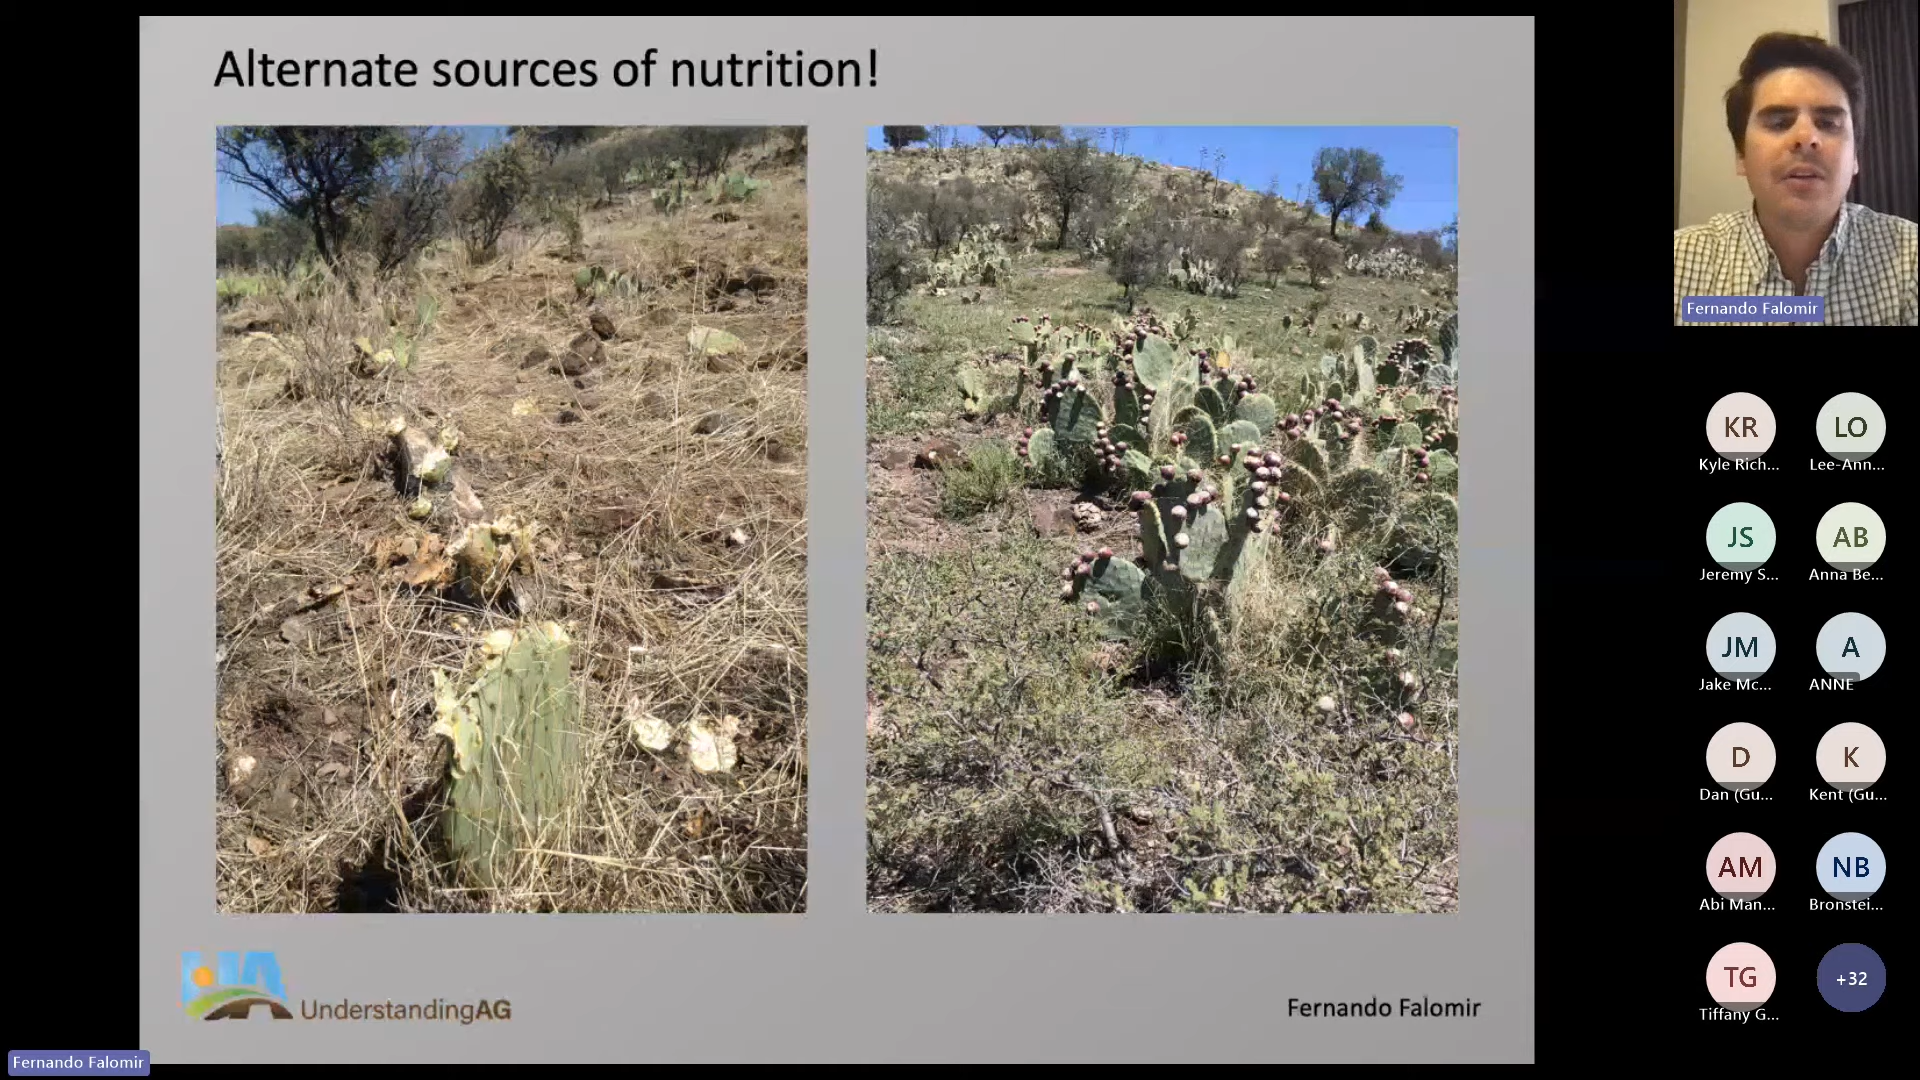 Alternate sources of nutrition!
UnderstandingAG
Fernando Falomir
Fernando Falomir
Fernando Falomir
KR
Kyle Rich...
LO
Lee-Ann...
JS
Jeremy S...
AB
Anna Be...
JM
Jake Mc...
A
ANNE
D
Dan (Gu...
K
Kent (Gu...
AM
Abi Man...
NB
Bronstei...
TG
Tiffany G...
+32